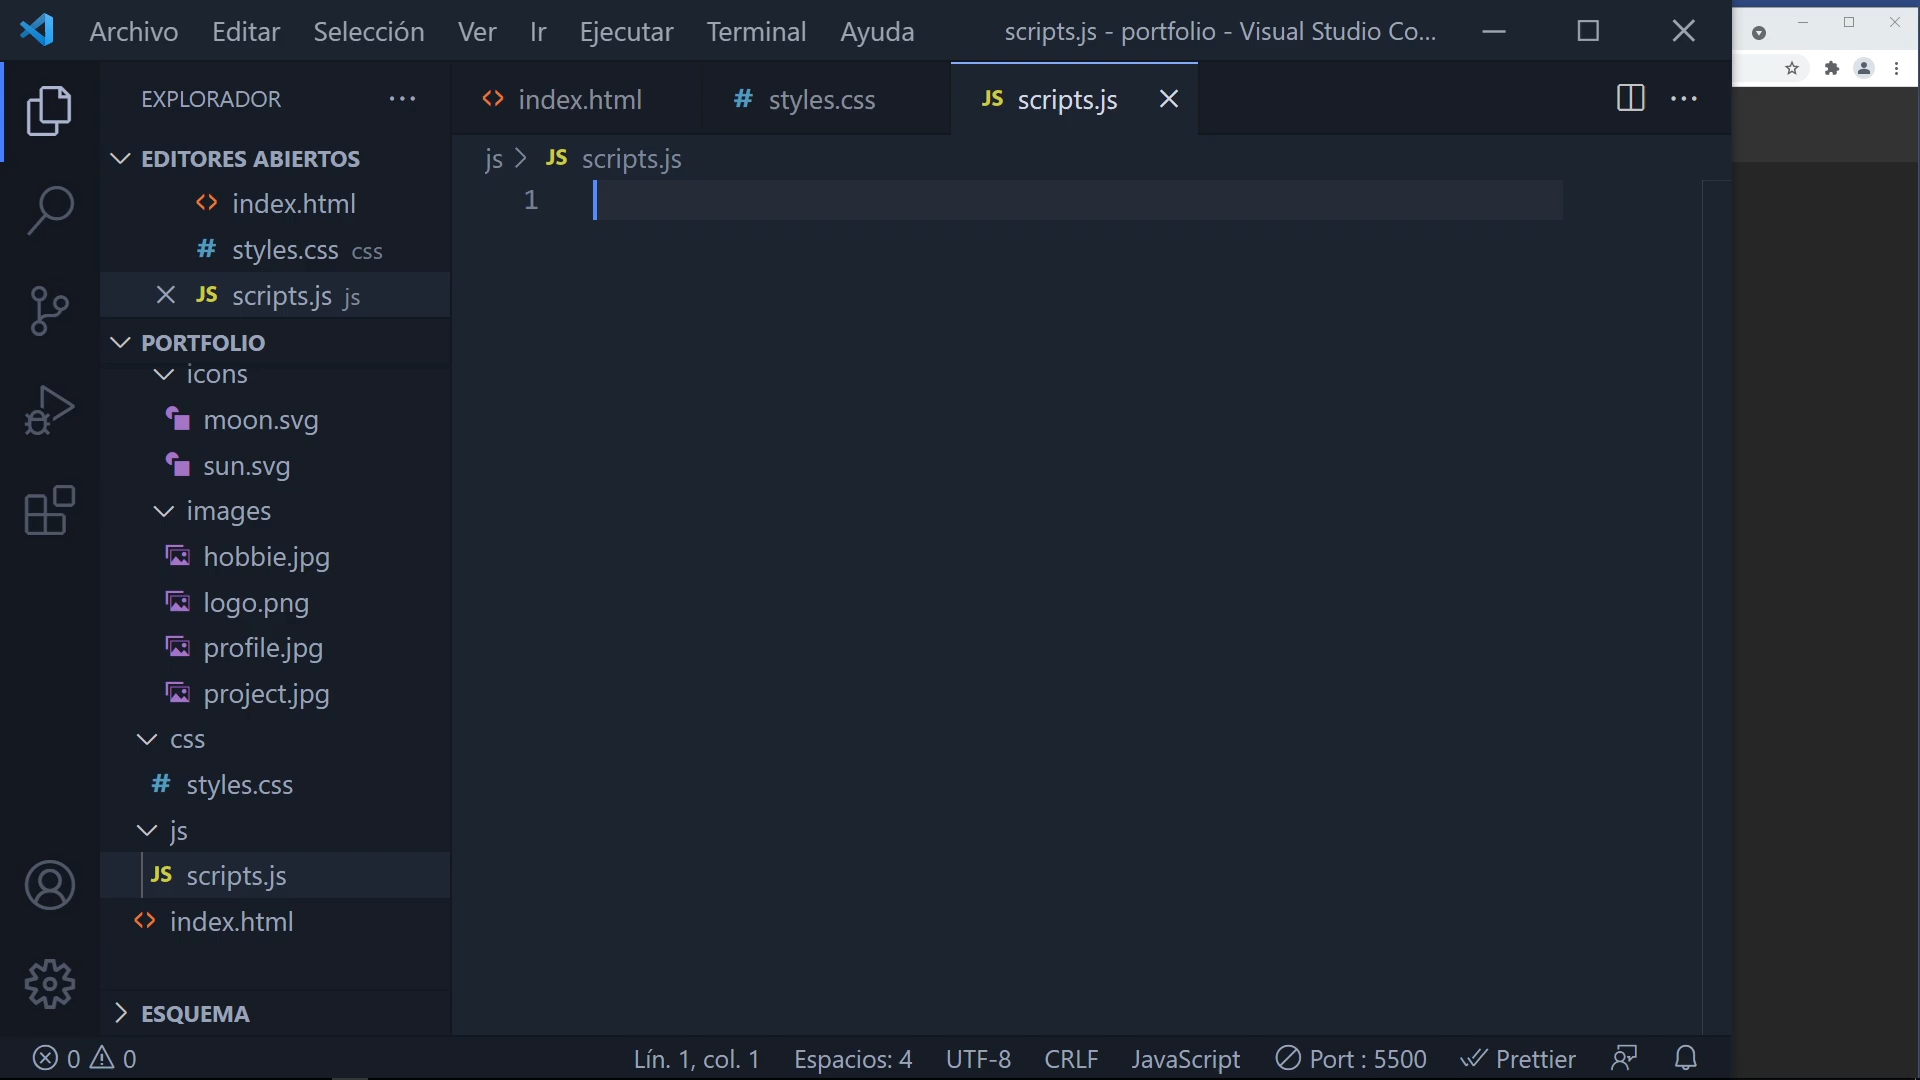 Archivo Editar Selección Ver Ir Ejecutar Terminal Ayuda scripts.js - portfolio - Visual Studio Co...
EXPLORADOR
index.html
# styles.css
JS scripts.js
EDITORES ABIERTOS
index.html
# styles.css css
JS scripts.js js
js > JS scripts.js
1
PORTFOLIO
icons
moon.svg
sun.svg
images
hobbie.jpg
logo.png
profile.jpg
project.jpg
css
# styles.css
js
JS scripts.js
index.html
ESQUEMA
0 0 Lín. 1, col. 1 Espacios: 4 UTF-8 CRLF JavaScript Port : 5500 Prettier